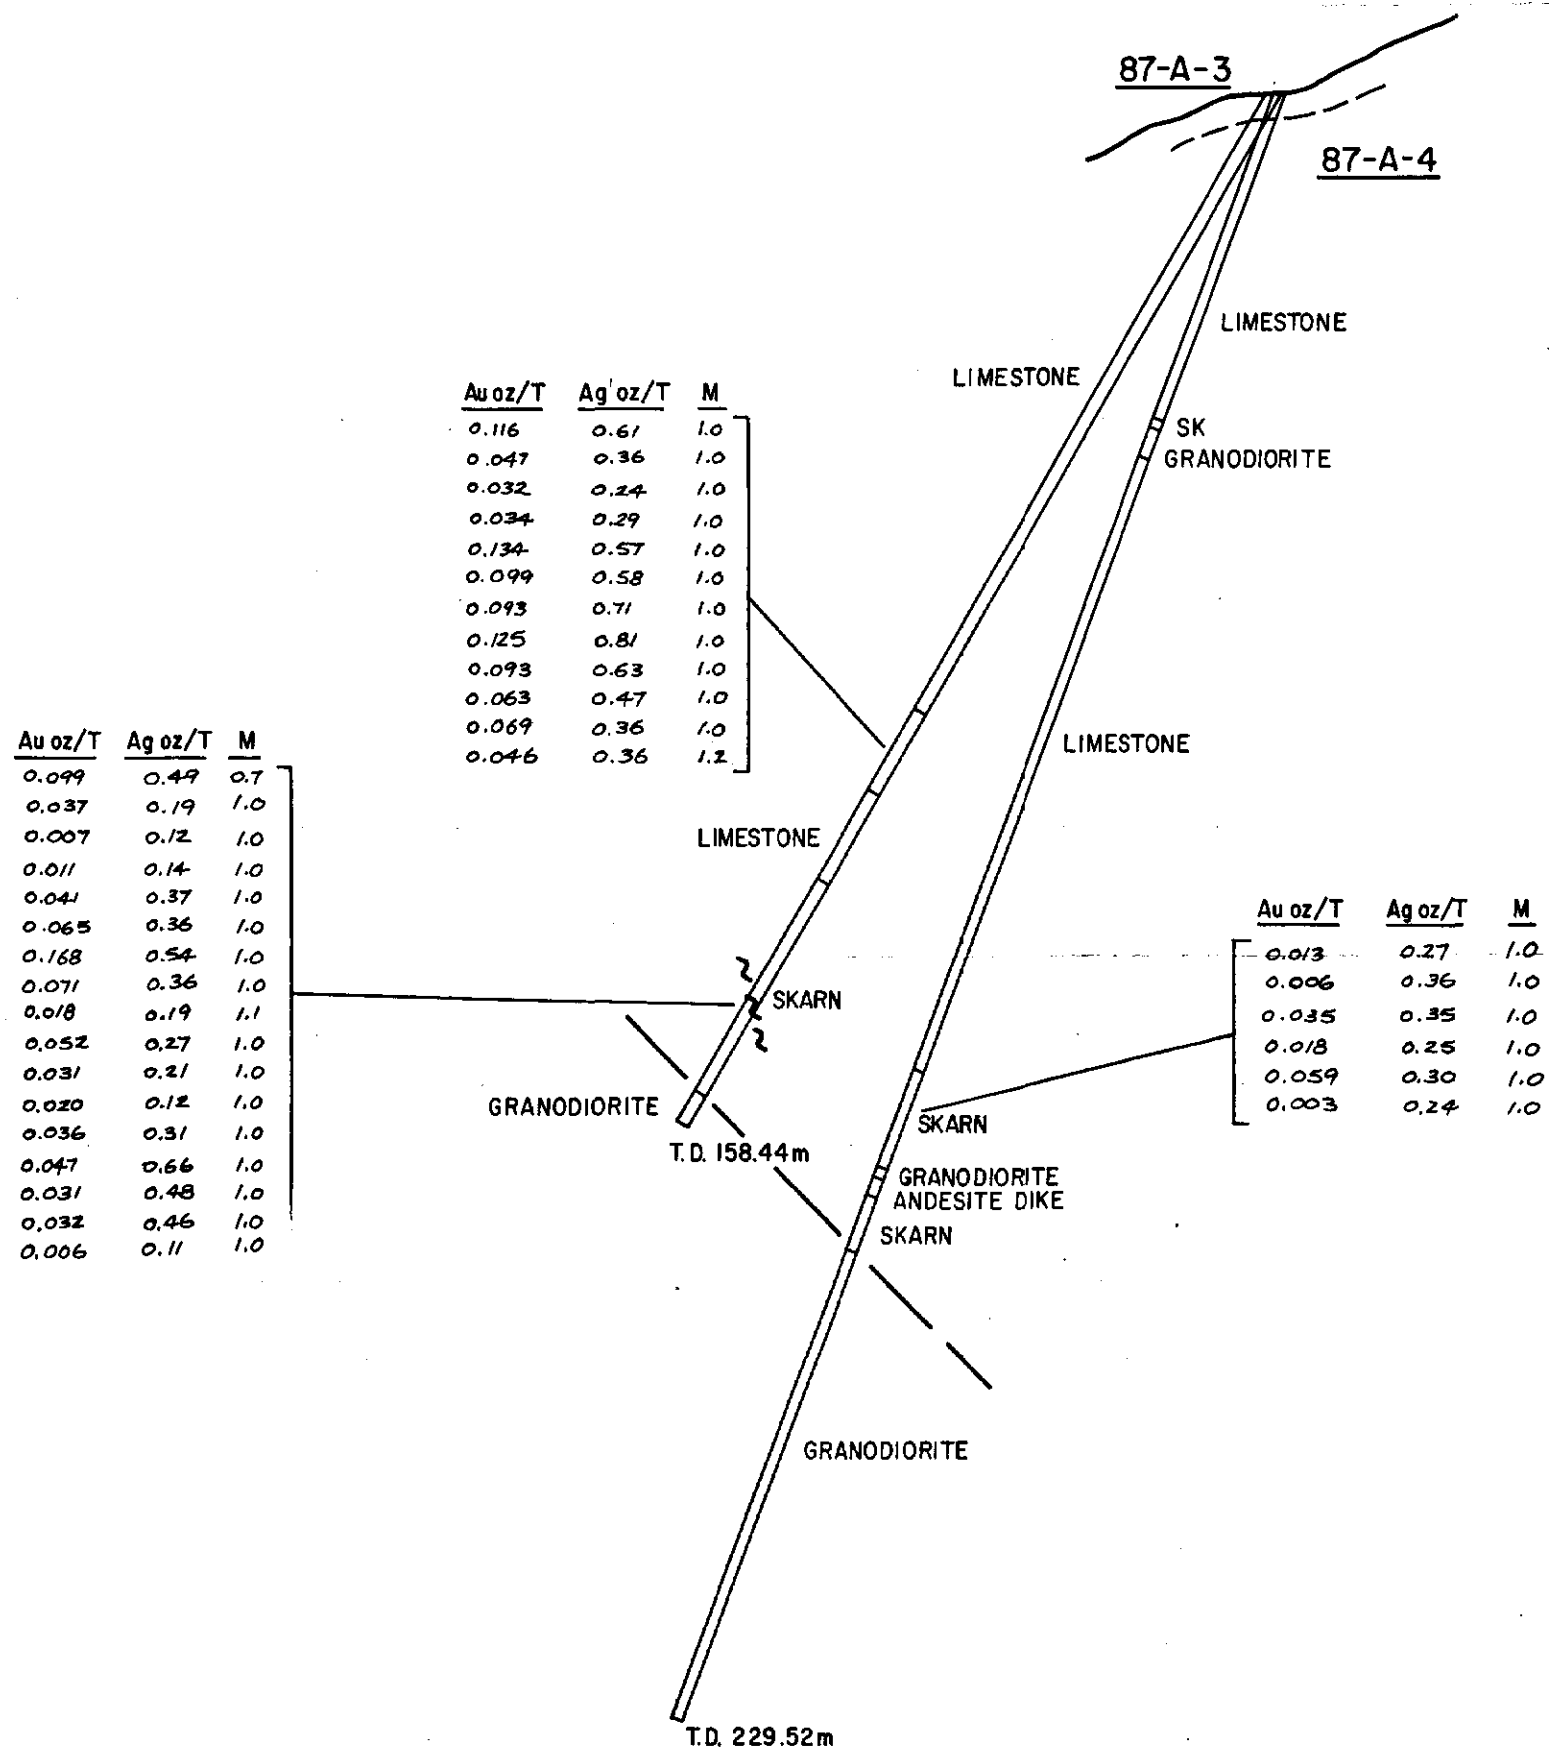 87-A-3
87-A-4
LIMESTONE
LIMESTONE
Au oz/T Ag oz/T M
0.116 0.61 1.0
0.047 0.36 1.0
0.032 0.24 1.0
0.034 0.29 1.0
0.134 0.57 1.0
0.099 0.58 1.0
0.093 0.71 1.0
0.125 0.81 1.0
0.093 0.63 1.0
0.063 0.47 1.0
0.069 0.36 1.0
0.046 0.36 1.2
SK
GRANODIORITE
LIMESTONE
LIMESTONE
Au oz/T Ag oz/T M
0.099 0.49 0.7
0.037 0.19 1.0
0.007 0.12 1.0
0.011 0.14 1.0
0.041 0.37 1.0
0.065 0.36 1.0
0.168 0.54 1.0
0.071 0.36 1.0
0.018 0.19 1.1
0.052 0.27 1.0
0.031 0.21 1.0
0.020 0.12 1.0
0.036 0.31 1.0
0.047 0.66 1.0
0.031 0.48 1.0
0.032 0.46 1.0
0.006 0.11 1.0
Au oz/T Ag oz/T M
0.013 0.27 1.0
0.006 0.36 1.0
0.035 0.35 1.0
0.018 0.25 1.0
0.059 0.30 1.0
0.003 0.24 1.0
SKARN
GRANODIORITE
T.D. 158.44m
SKARN
GRANODIORITE
ANDESITE DIKE
SKARN
GRANODIORITE
T.D. 229.52m